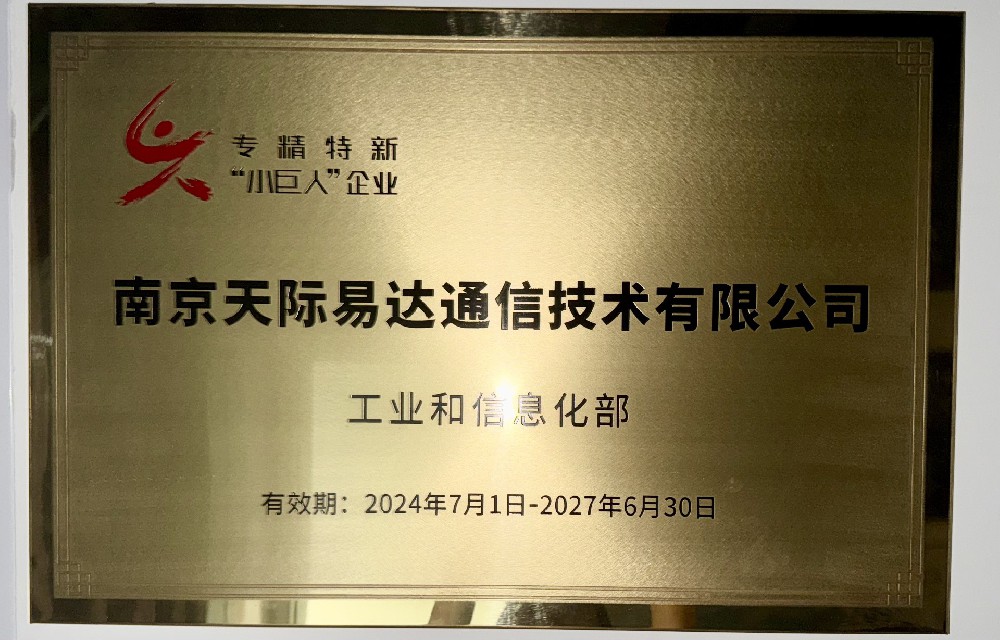 专精特新
“小巨人”企业
南京天际易达通信技术有限公司
工业和信息化部
有效期：2024年7月1日-2027年6月30日